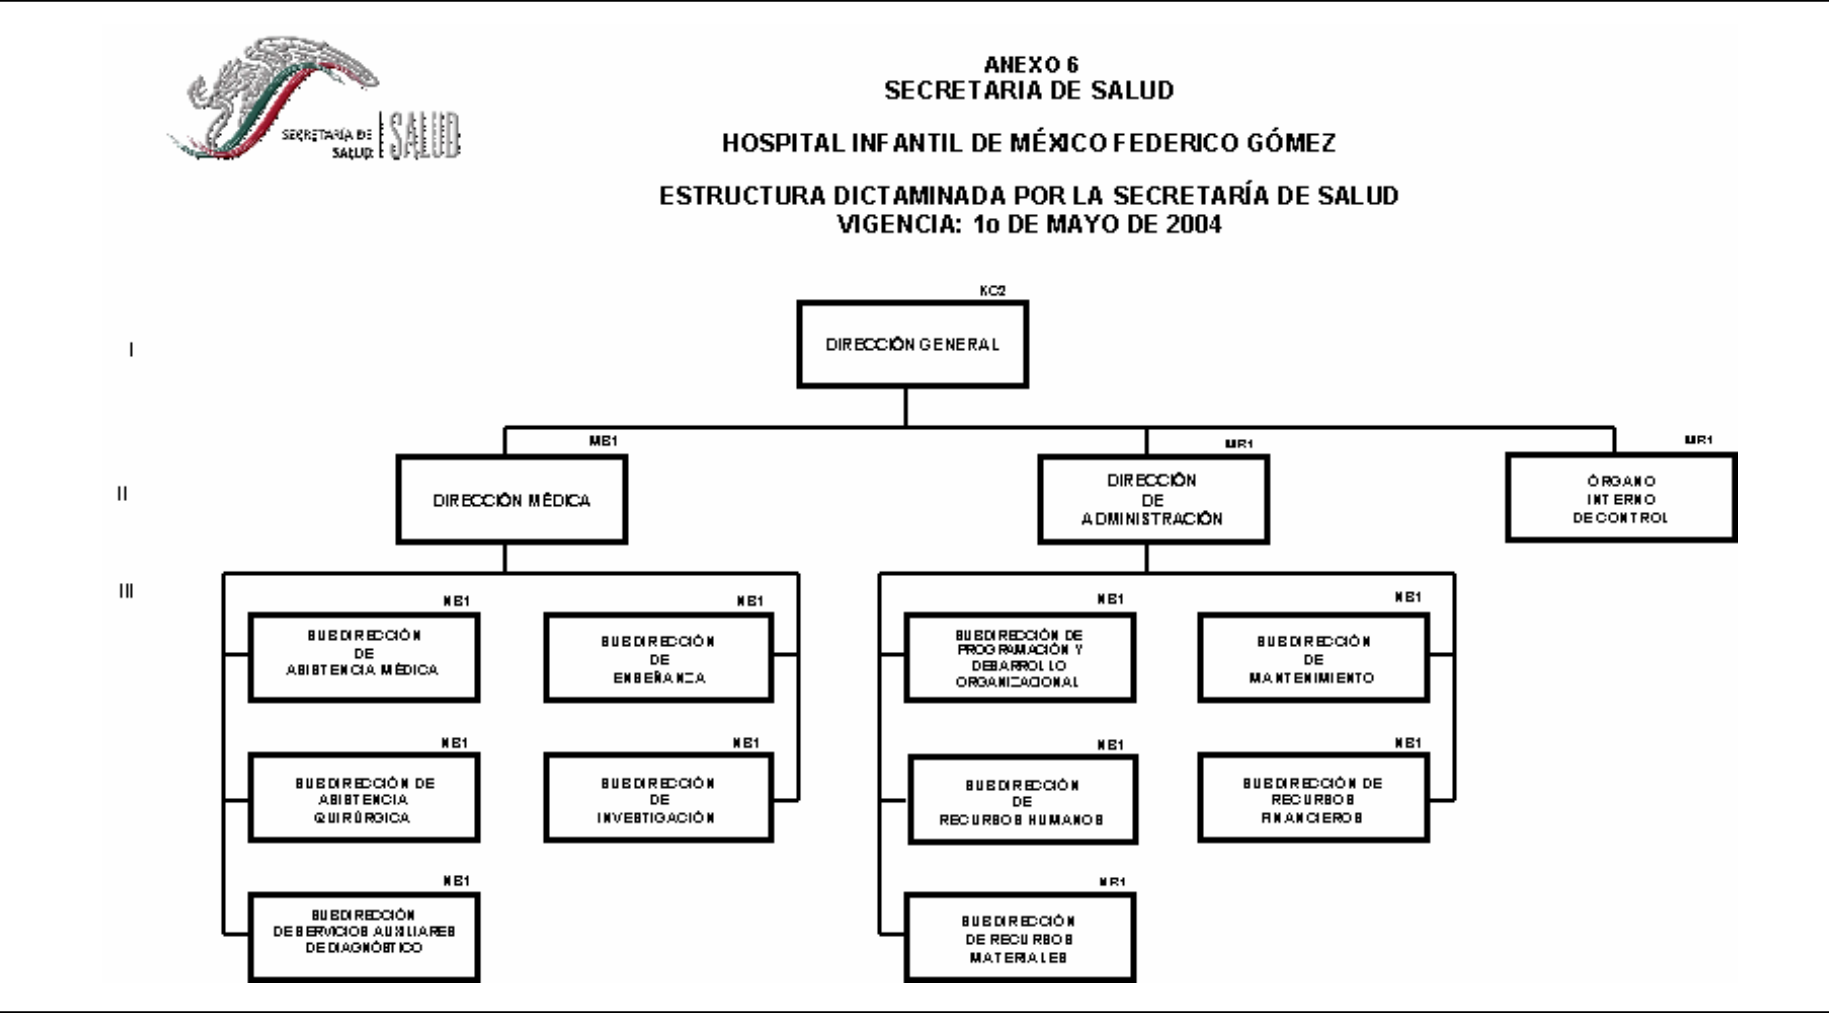 SECRETARÍA DE
SALUD
SALUD
ANEXO 6
SECRETARIA DE SALUD
HOSPITAL INFANTIL DE MÉXICO FEDERICO GÓMEZ
ESTRUCTURA DICTAMINADA POR LA SECRETARÍA DE SALUD
VIGENCIA: 1o DE MAYO DE 2004
KC2
I
DIRECCIÓN GENERAL
MB1
MB1
MB1
II
DIRECCIÓN MÉDICA
DIRECCIÓN
DE
ADMINISTRACIÓN
ÓRGANO
INTERNO
DE CONTROL
III
NB1
SUBDIRECCIÓN
DE
ASISTENCIA MÉDICA
NB1
SUBDIRECCIÓN
DE
ENSEÑANZA
NB1
SUBDIRECCIÓN DE
PROGRAMACIÓN Y
DESARROLLO
ORGANIZACIONAL
NB1
SUBDIRECCIÓN
DE
MANTENIMIENTO
NB1
SUBDIRECCIÓN DE
ASISTENCIA
QUIRÚRGICA
NB1
SUBDIRECCIÓN
DE
INVESTIGACIÓN
NB1
SUBDIRECCIÓN
DE
RECURSOS HUMANOS
NB1
SUBDIRECCIÓN DE
RECURSOS
FINANCIEROS
NB1
SUBDIRECCIÓN
DE SERVICIOS AUXILIARES
DE DIAGNÓSTICO
NB1
SUBDIRECCIÓN
DE RECURSOS
MATERIALES